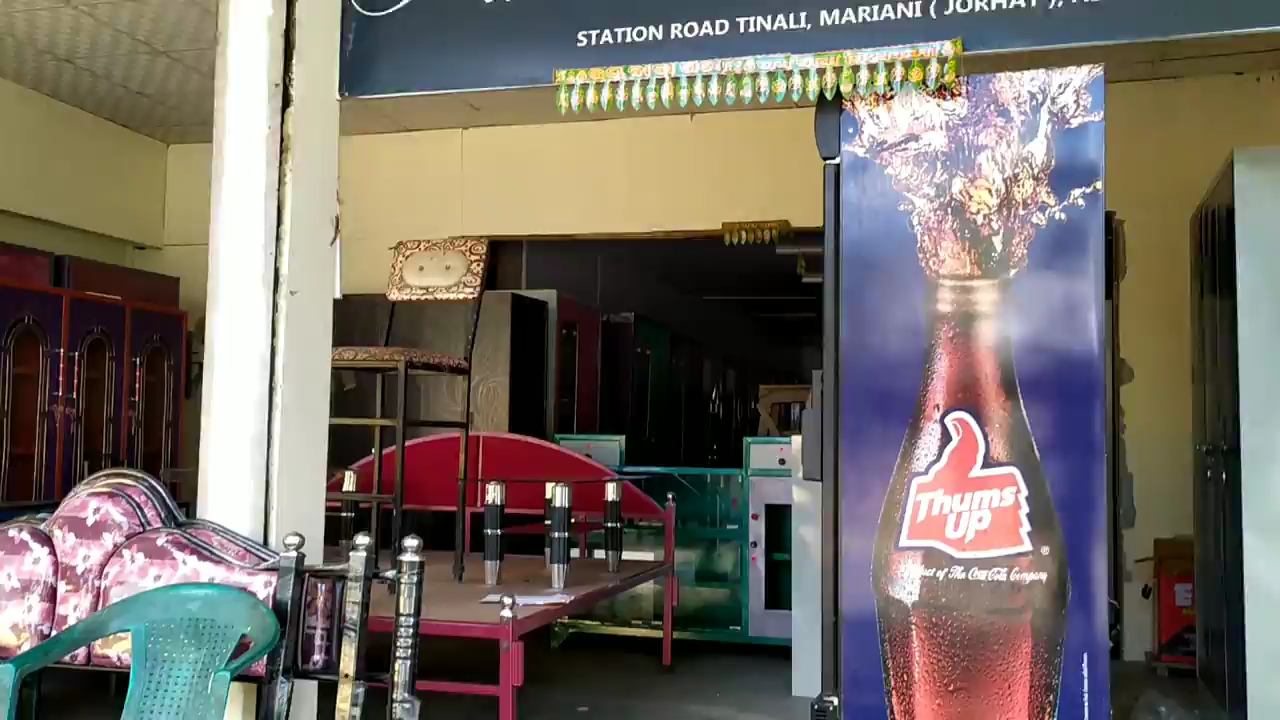 STATION ROAD TINALI, MARIANI ( JORHAT ),
Thums
Up
of The Coca-Cola Company